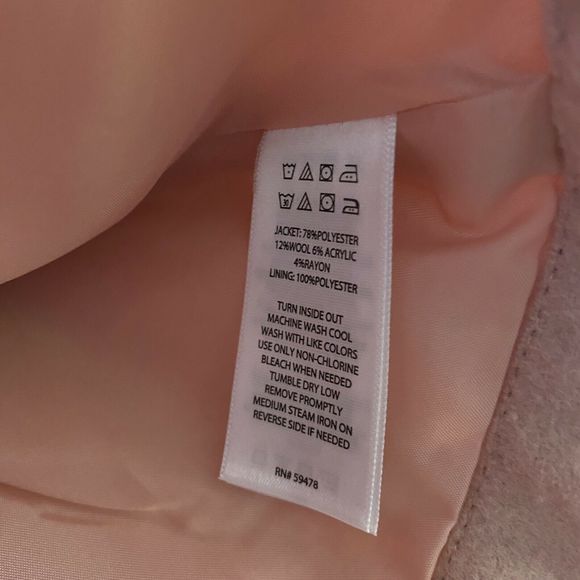 30
JACKET: 78%POLYESTER
12%WOOL 6% ACRYLIC
4%RAYON
LINING: 100%POLYESTER
TURN INSIDE OUT
MACHINE WASH COOL
WASH WITH LIKE COLORS
USE ONLY NON-CHLORINE
BLEACH WHEN NEEDED
TUMBLE DRY LOW
REMOVE PROMPTLY
MEDIUM STEAM IRON ON
REVERSE SIDE IF NEEDED
RN# 59478